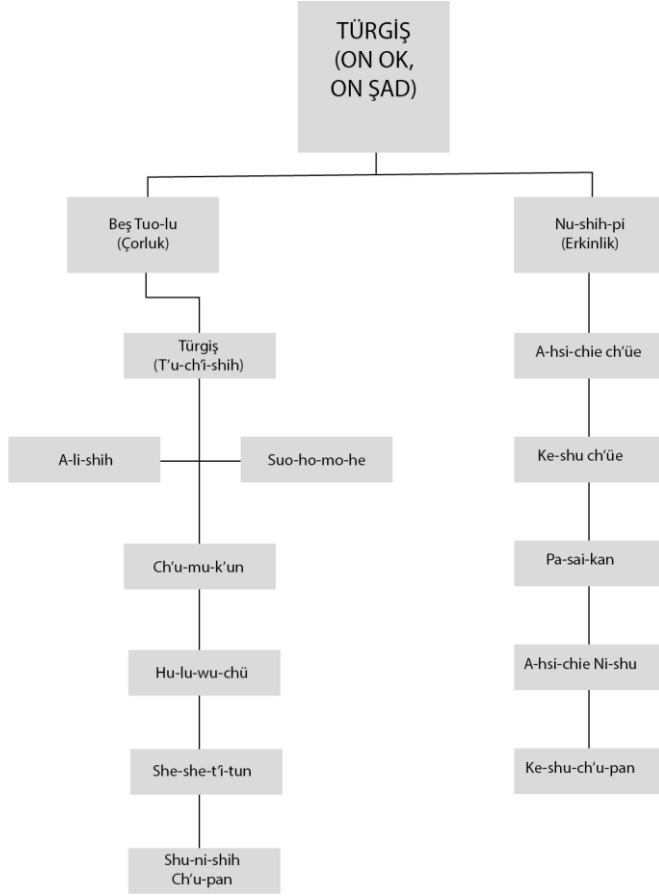 TÜRGİŞ
(ON OK,
ON ŞAD)
Beş Tuo-lu
(Çorluk)
Nu-shih-pi
(Erkinlik)
Türgiş
(T'u-ch'i-shih)
A-hsi-chie ch'üe
A-li-shih
Suo-ho-mo-he
Ke-shu ch'üe
Ch'u-mu-k'un
Pa-sai-kan
Hu-lu-wu-chü
A-hsi-chie Ni-shu
She-she-t'i-tun
Ke-shu-ch'u-pan
Shu-ni-shih
Ch'u-pan